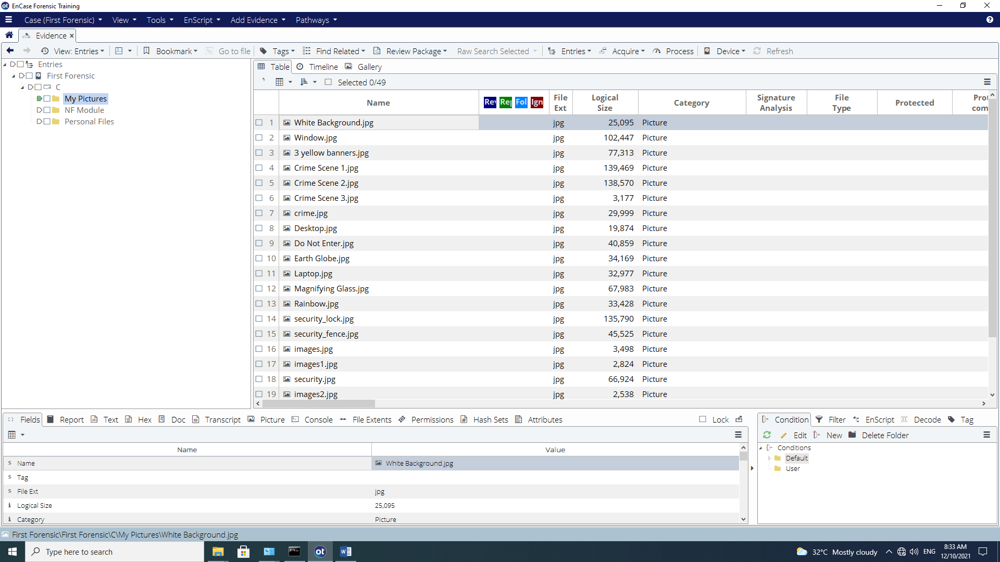 EnCase Forensic Training
Case (First Forensic) View Tools EnScript Add Evidence Pathways
Evidence
View: Entries Bookmark Go to file Tags Find Related Review Package Raw Search Selected Entries Acquire Process Device Refresh
Entries
First Forensic
C
My Pictures
NF Module
Personal Files
Table Timeline Gallery
Selected 0/49
Name Rev Rep Fol Ign File Ext Logical Size Category Signature Analysis File Type Protected Prot com
1 White Background.jpg jpg 25,095 Picture
2 Window.jpg jpg 102,447 Picture
3 3 yellow banners.jpg jpg 77,313 Picture
4 Crime Scene 1.jpg jpg 139,469 Picture
5 Crime Scene 2.jpg jpg 138,570 Picture
6 Crime Scene 3.jpg jpg 3,177 Picture
7 crime.jpg jpg 29,999 Picture
8 Desktop.jpg jpg 19,874 Picture
9 Do Not Enter.jpg jpg 40,859 Picture
10 Earth Globe.jpg jpg 34,169 Picture
11 Laptop.jpg jpg 32,977 Picture
12 Magnifying Glass.jpg jpg 67,983 Picture
13 Rainbow.jpg jpg 33,428 Picture
14 security_lock.jpg jpg 135,790 Picture
15 security_fence.jpg jpg 45,525 Picture
16 images.jpg jpg 3,498 Picture
17 images1.jpg jpg 2,824 Picture
18 security.jpg jpg 66,924 Picture
19 images2.jpg jpg 2,538 Picture
Fields Report Text Hex Doc Transcript Picture Console File Extents Permissions Hash Sets Attributes Lock
Name Value
Name White Background.jpg
Tag
File Ext jpg
Logical Size 25,095
Category Picture
Condition Filter EnScript Decode Tag
Edit New Delete Folder
Conditions
Default
User
First Forensic\First Forensic\C\My Pictures\White Background.jpg
Type here to search
ot
32°C Mostly cloudy ENG 8:33 AM
12/10/2021